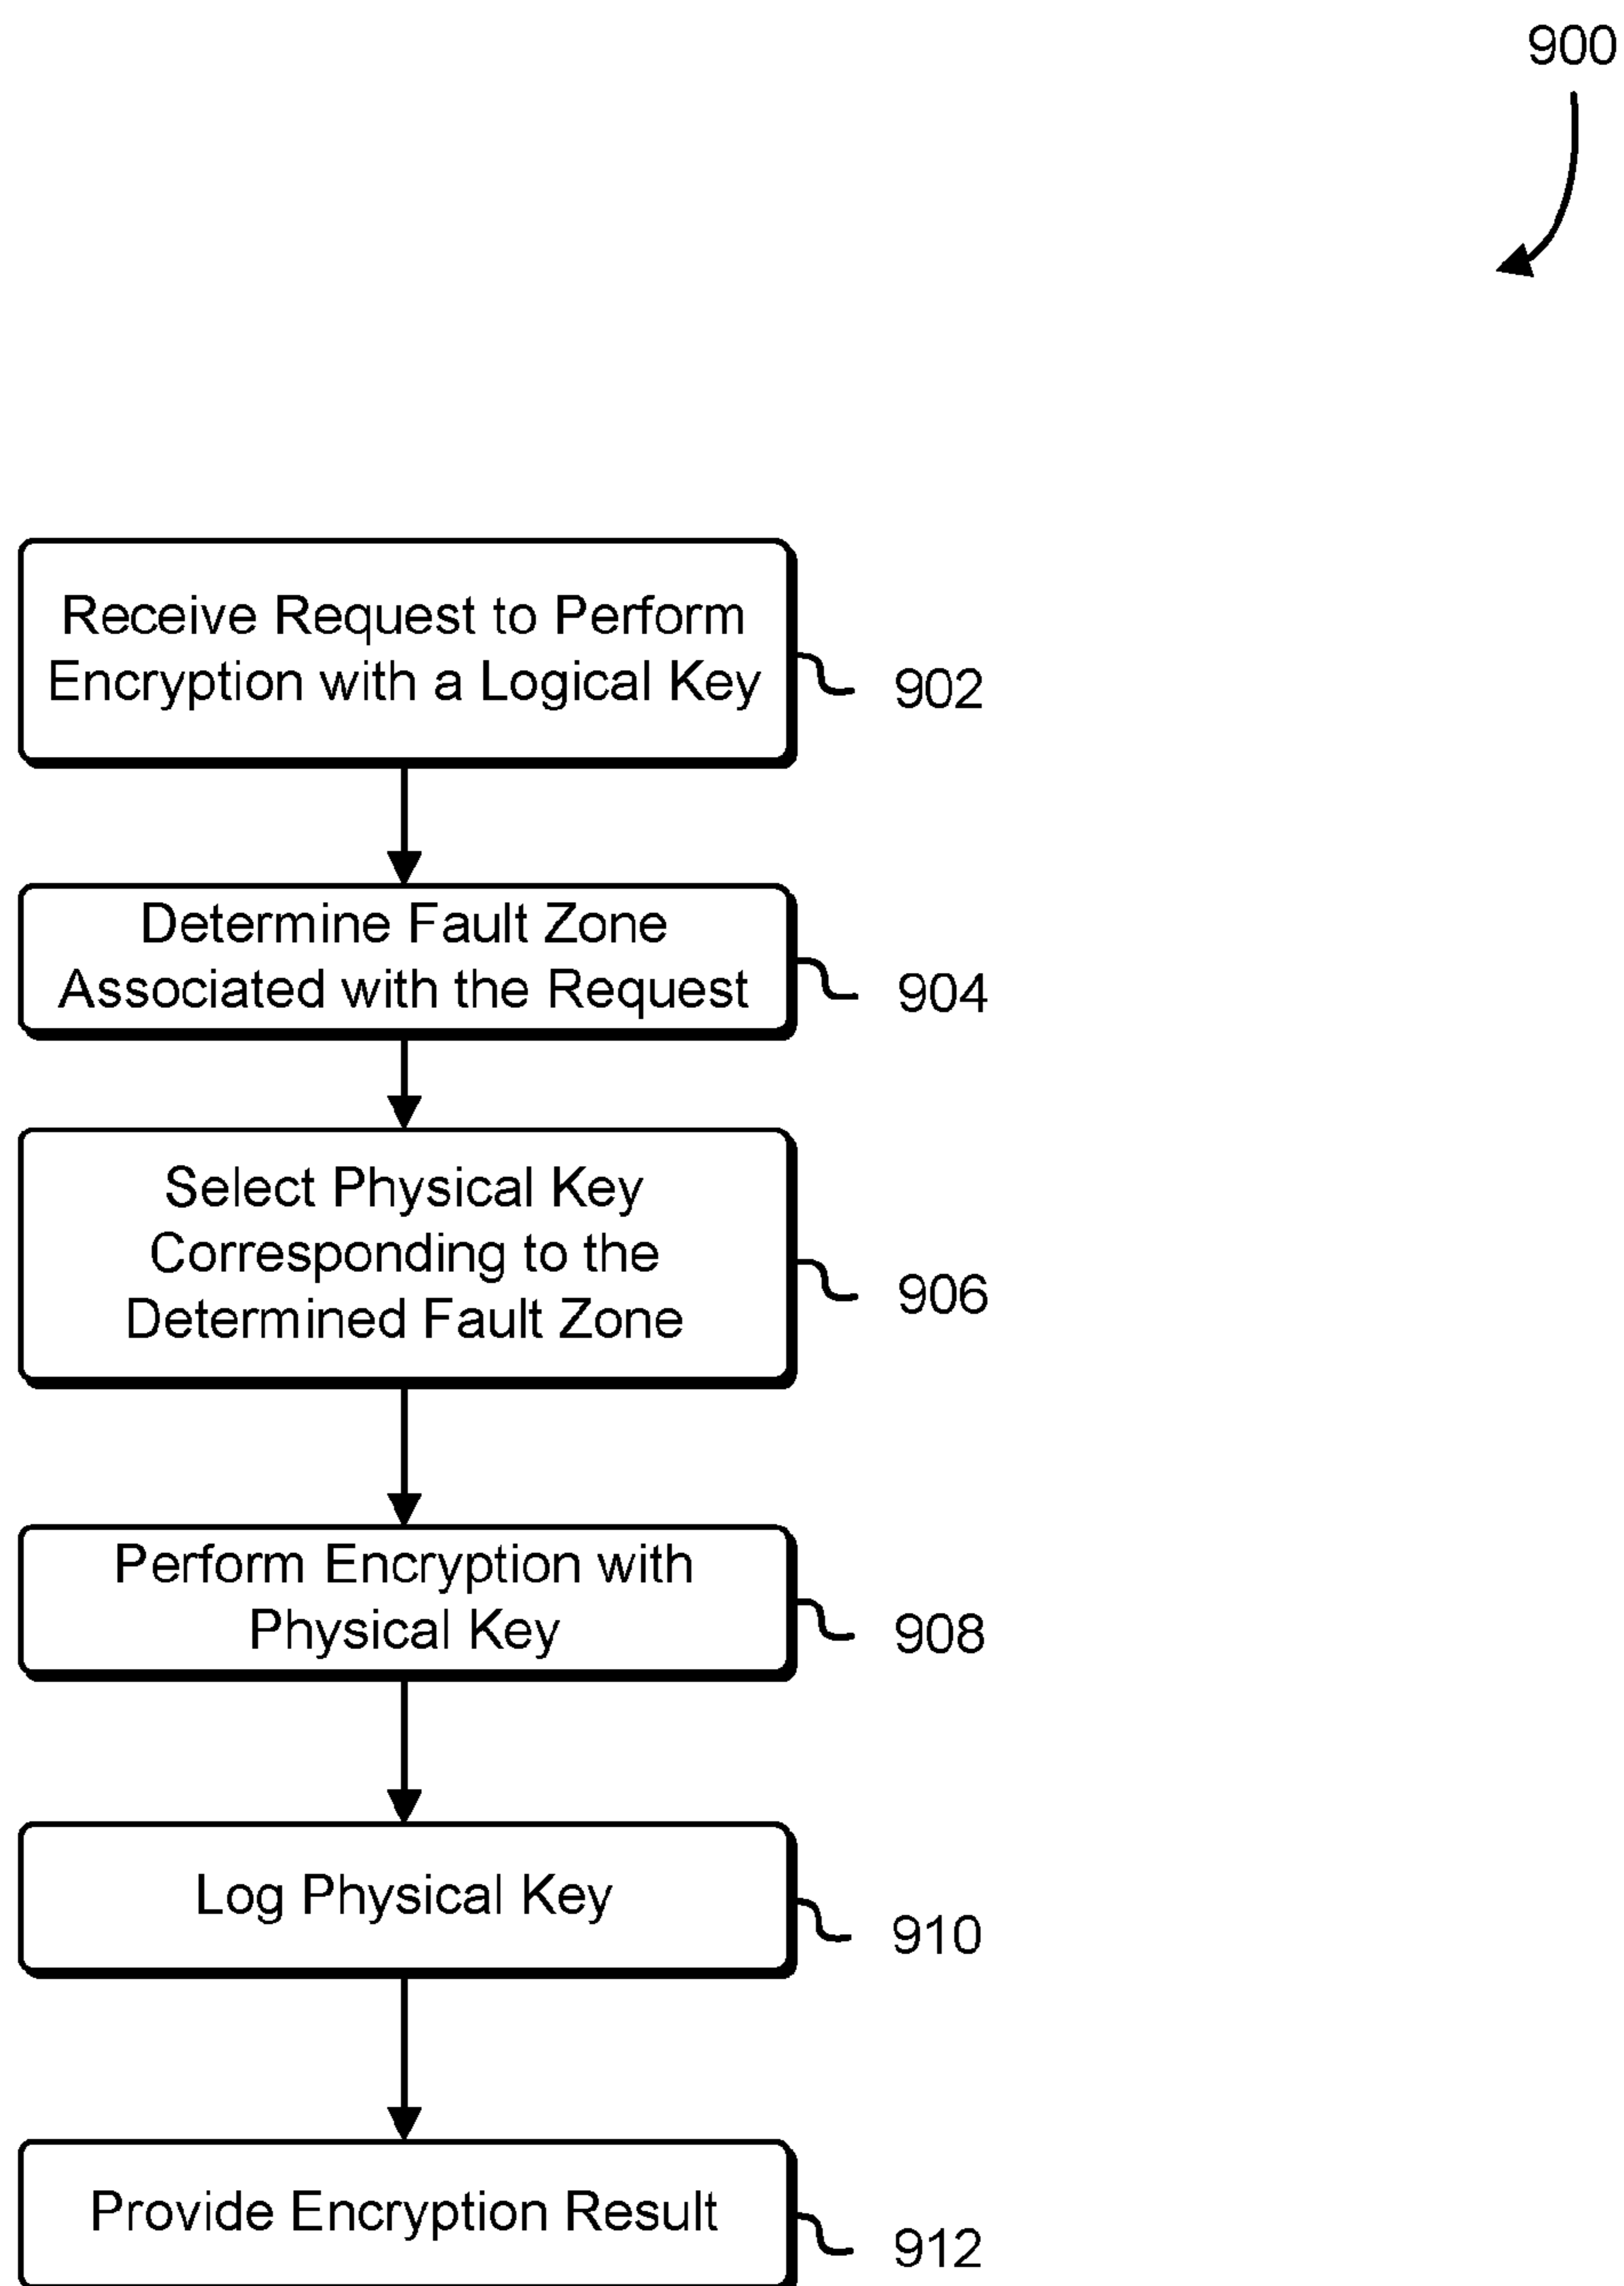 900
Receive Request to Perform
Encryption with a Logical Key
902
Determine Fault Zone
Associated with the Request
904
Select Physical Key
Corresponding to the
Determined Fault Zone
906
Perform Encryption with
Physical Key
908
Log Physical Key
910
Provide Encryption Result
912